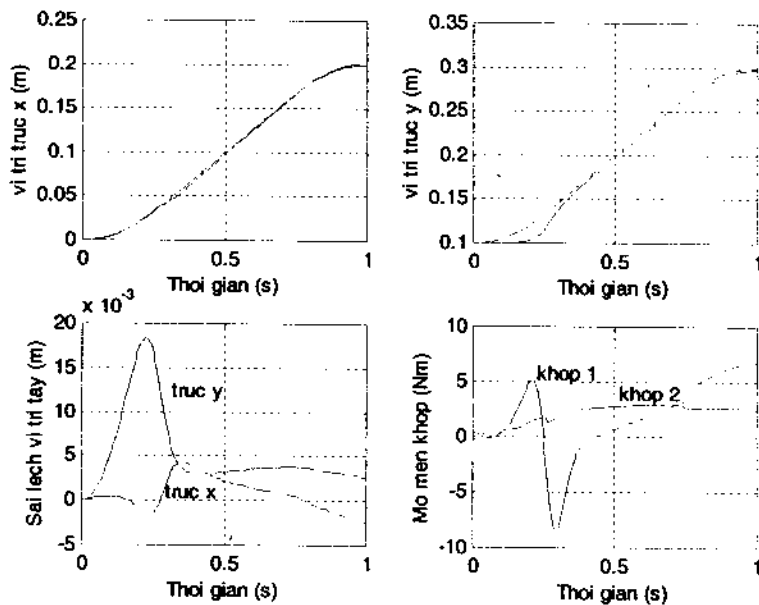 0.25
0.2
0.15
0.1
0.05
0
vi tri truc x (m)
0
0.5
1
Thoi gian (s)
0.35
0.3
0.25
0.2
0.15
0.1
vi tri truc y (m)
0
0.5
1
Thoi gian (s)
x 10⁻³
20
15
10
5
0
-5
Sai lech vi tri tay (m)
truc y
truc x
0
0.5
1
Thoi gian (s)
10
5
0
-5
-10
Mo men khop (Nm)
khop 1
khop 2
0
0.5
1
Thoi gian (s)